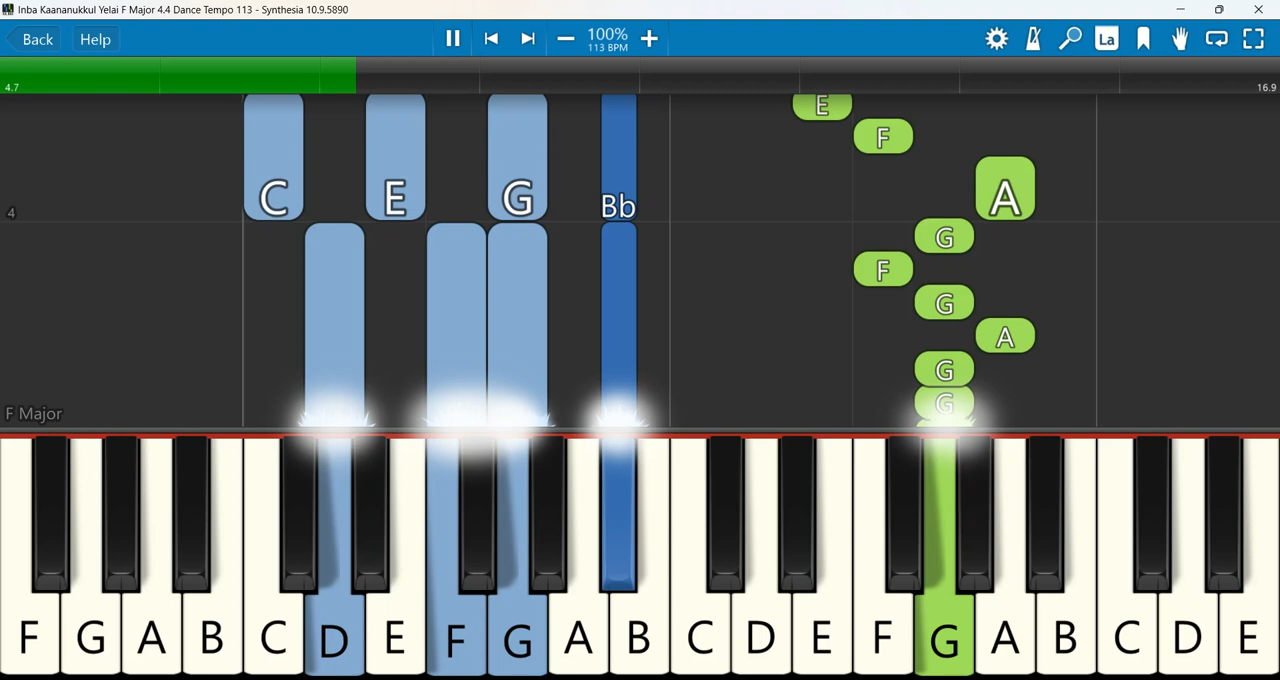 Inba Kaananukkul Yelai F Major 4.4 Dance Tempo 113 - Synthesia 10.9.5890
Back Help 100% La
113 BPM
4.7 16.9
E
F
C E G Bb A
4
G
F
G
A
G
G
F Major
F G A B C D E F G A B C D E F G A B C D E